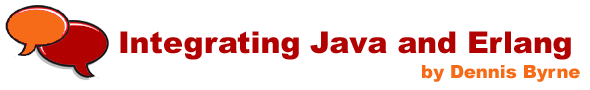 Integrating Java and Erlang
by Dennis Byrne